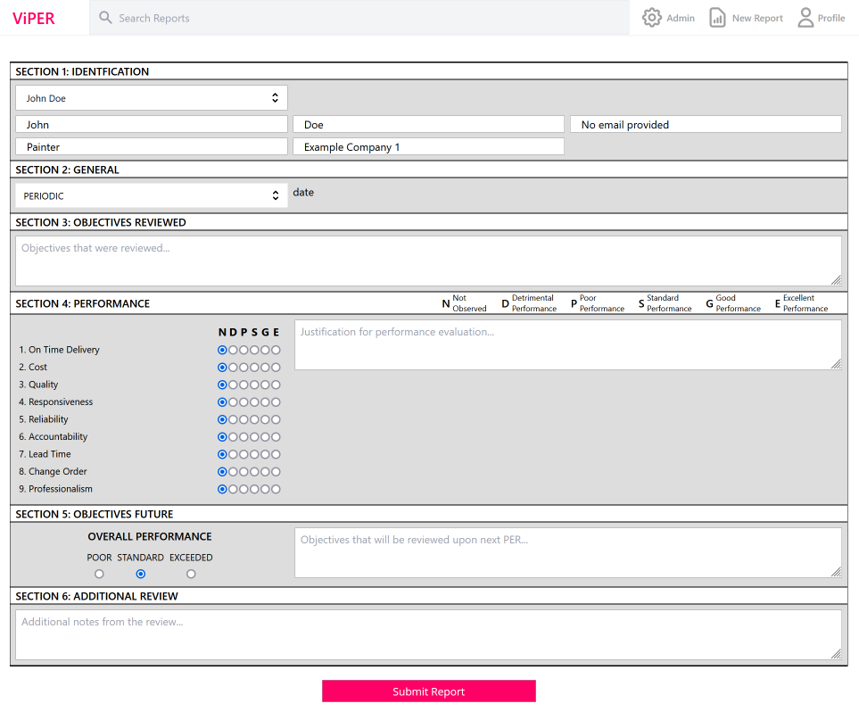 ViPER
Search Reports
Admin
New Report
Profile
SECTION 1: IDENTFICATION
John Doe
John Doe No email provided
Painter Example Company 1
SECTION 2: GENERAL
PERIODIC date
SECTION 3: OBJECTIVES REVIEWED
Objectives that were reviewed...
SECTION 4: PERFORMANCE
N Not Observed
D Detrimental Performance
P Poor Performance
S Standard Performance
G Good Performance
E Excellent Performance
N D P S G E
Justification for performance evaluation...
1. On Time Delivery
2. Cost
3. Quality
4. Responsiveness
5. Reliability
6. Accountability
7. Lead Time
8. Change Order
9. Professionalism
SECTION 5: OBJECTIVES FUTURE
OVERALL PERFORMANCE
POOR STANDARD EXCEEDED
Objectives that will be reviewed upon next PER...
SECTION 6: ADDITIONAL REVIEW
Additional notes from the review...
Submit Report